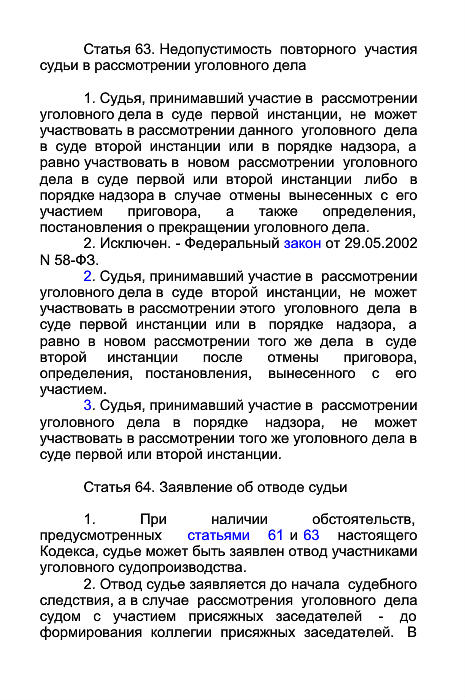 Статья 63. Недопустимость повторного участия
судьи в рассмотрении уголовного дела
1. Судья, принимавший участие в рассмотрении
уголовного дела в суде первой инстанции, не может
участвовать в рассмотрении данного уголовного дела
в суде второй инстанции или в порядке надзора, а
равно участвовать в новом рассмотрении уголовного
дела в суде первой или второй инстанции либо в
порядке надзора в случае отмены вынесенных с его
участием приговора, а также определения,
постановления о прекращении уголовного дела.
2. Исключен. - Федеральный закон от 29.05.2002
N 58-ФЗ.
2. Судья, принимавший участие в рассмотрении
уголовного дела в суде второй инстанции, не может
участвовать в рассмотрении этого уголовного дела в
суде первой инстанции или в порядке надзора, а
равно в новом рассмотрении того же дела в суде
второй инстанции после отмены приговора,
определения, постановления, вынесенного с его
участием.
3. Судья, принимавший участие в рассмотрении
уголовного дела в порядке надзора, не может
участвовать в рассмотрении того же уголовного дела в
суде первой или второй инстанции.
Статья 64. Заявление об отводе судьи
1. При наличии обстоятельств,
предусмотренных статьями 61 и 63 настоящего
Кодекса, судье может быть заявлен отвод участниками
уголовного судопроизводства.
2. Отвод судье заявляется до начала судебного
следствия, а в случае рассмотрения уголовного дела
судом с участием присяжных заседателей - до
формирования коллегии присяжных заседателей. В